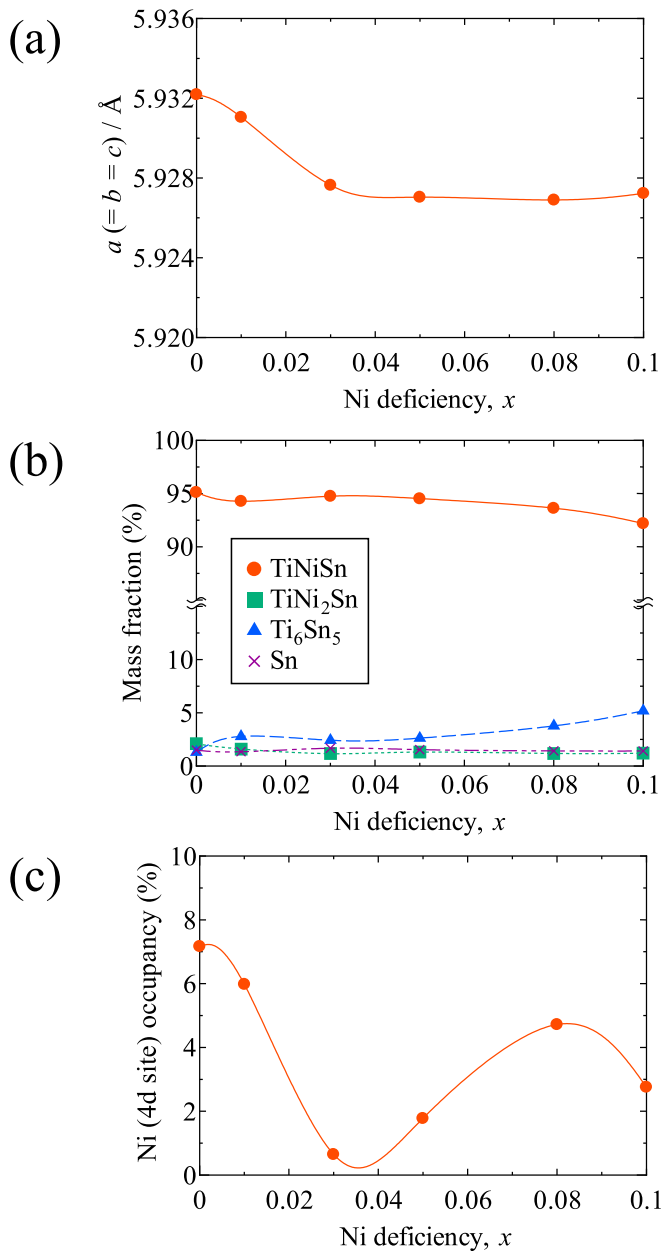 (a)
5.936
5.932
5.928
5.924
5.920
a (= b = c) / Å
0 0.02 0.04 0.06 0.08 0.1
Ni deficiency, x
(b)
100
95
90
10
5
0
Mass fraction (%)
TiNiSn
TiNi₂Sn
Ti₆Sn₅
Sn
0 0.02 0.04 0.06 0.08 0.1
Ni deficiency, x
(c)
10
8
6
4
2
0
Ni (4d site) occupancy (%)
0 0.02 0.04 0.06 0.08 0.1
Ni deficiency, x